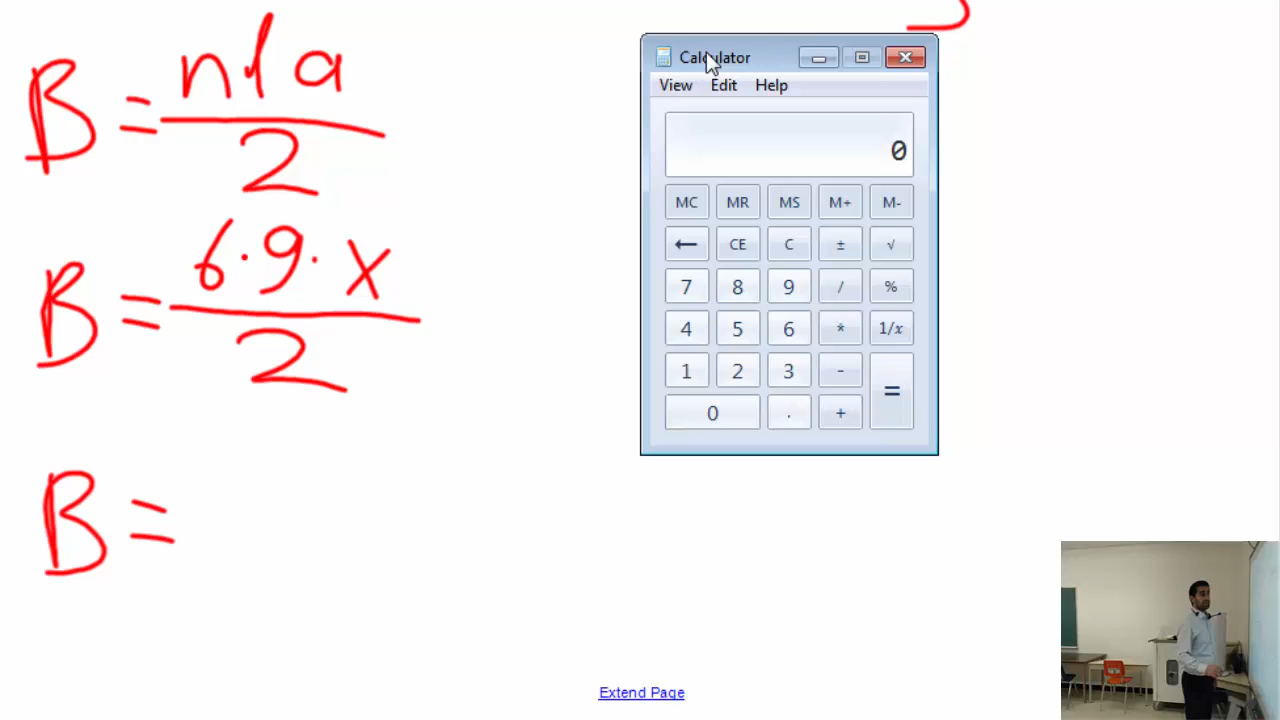 B = nla
2
Calculator
View Edit Help
0
MC MR MS M+ M-
← CE C ± √
7 8 9 / %
4 5 6 * 1/x
1 2 3 - =
0 . +
B = 6·9·x
2
B =
Extend Page